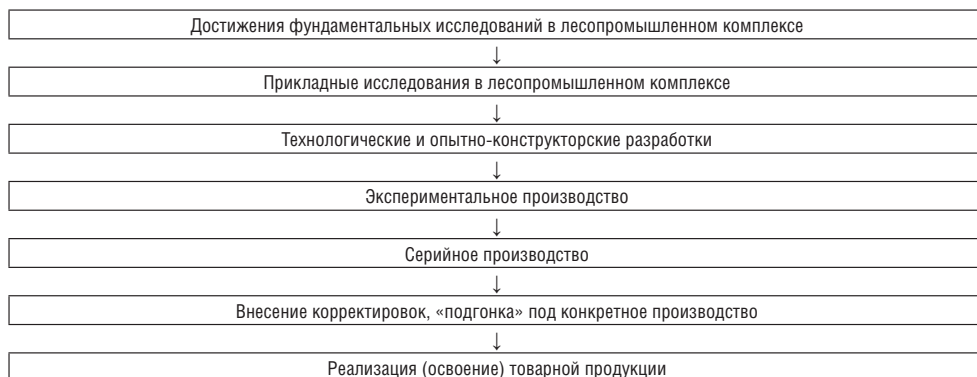 Достижения фундаментальных исследований в лесопромышленном комплексе
↓
Прикладные исследования в лесопромышленном комплексе
↓
Технологические и опытно-конструкторские разработки
↓
Экспериментальное производство
↓
Серийное производство
↓
Внесение корректировок, «подгонка» под конкретное производство
↓
Реализация (освоение) товарной продукции